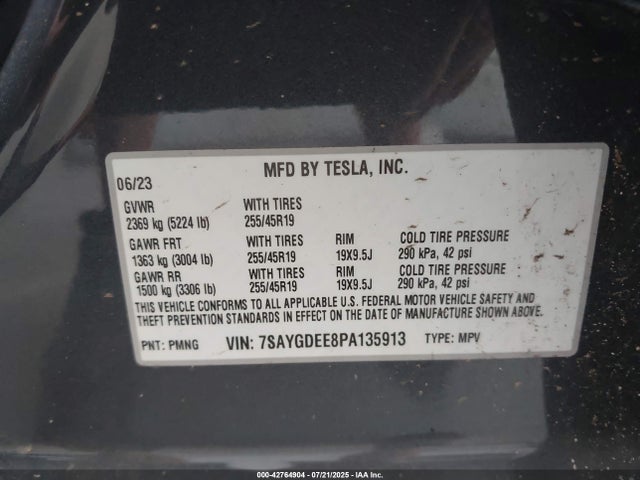 MFD BY TESLA, INC.
06/23
GVWR WITH TIRES
2369 kg (5224 lb) 255/45R19
GAWR FRT WITH TIRES RIM COLD TIRE PRESSURE
1363 kg (3004 lb) 255/45R19 19X9.5J 290 kPa, 42 psi
GAWR RR WITH TIRES RIM COLD TIRE PRESSURE
1500 kg (3306 lb) 255/45R19 19X9.5J 290 kPa, 42 psi
THIS VEHICLE CONFORMS TO ALL APPLICABLE U.S. FEDERAL MOTOR VEHICLE SAFETY AND
THEFT PREVENTION STANDARDS IN EFFECT ON THE DATE OF MANUFACTURE SHOWN ABOVE.
PNT: PMNG VIN: 7SAYGDEE8PA135913 TYPE: MPV
000-42764904 - 07/21/2025 - IAA Inc.